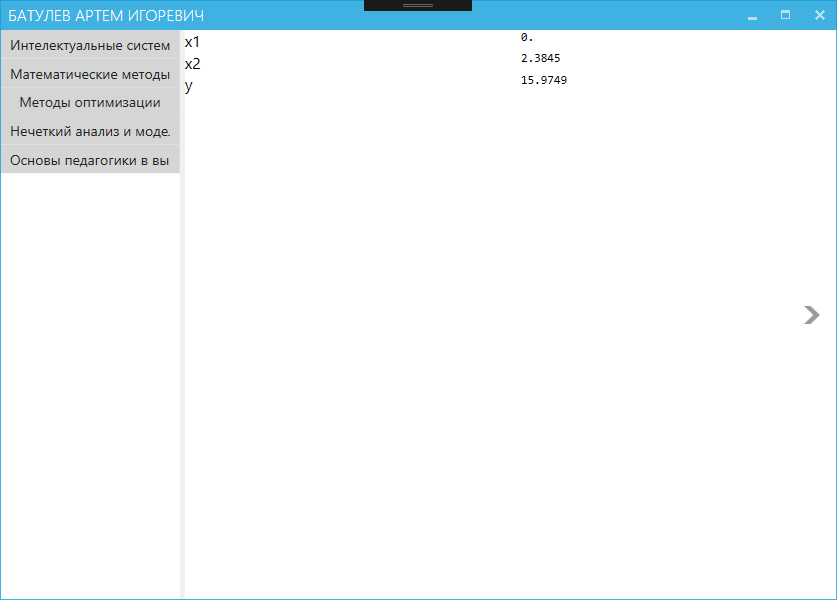 БАТУЛЕВ АРТЕМ ИГОРЕВИЧ
Интелектуальные систем
Математические методы
Методы оптимизации
Нечеткий анализ и моде.
Основы педагогики в вы
x1 0.
x2 2.3845
y 15.9749